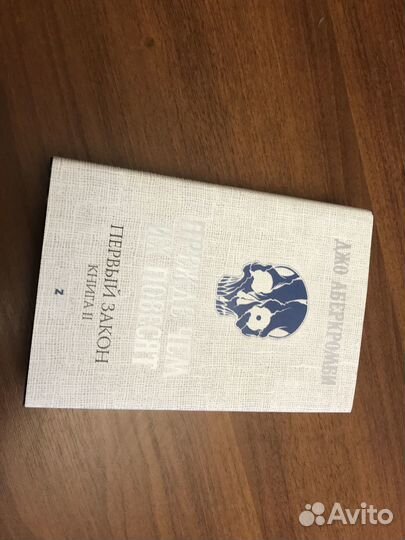 ДЖО АБЕРКРОМБИ
ПРЕЖДЕ ЧЕМ
ИХ ПОВЕСЯТ
ПЕРВЫЙ ЗАКОН
КНИГА II
Z
Avito